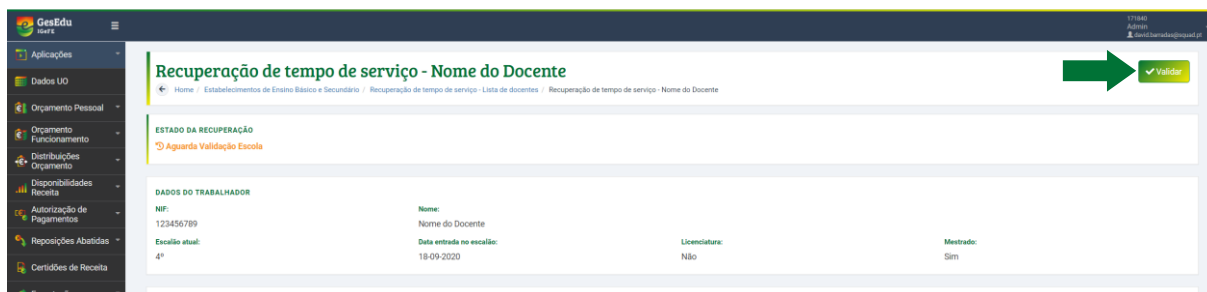 GesEdu
IGeFE
171840
Admin
david.barradas@squad.pt
Aplicações
Dados UO
Orçamento Pessoal
Orçamento
Funcionamento
Distribuições
Orçamento
Disponibilidades
Receita
Autorização de
Pagamentos
Reposições Abatidas
Certidões de Receita
Recuperação de tempo de serviço - Nome do Docente
Validar
Home / Estabelecimentos de Ensino Básico e Secundário / Recuperação de tempo de serviço - Lista de docentes / Recuperação de tempo de serviço - Nome do Docente
ESTADO DA RECUPERAÇÃO
Aguarda Validação Escola
DADOS DO TRABALHADOR
NIF: Nome:
123456789 Nome do Docente
Escalão atual: Data entrada no escalão: Licenciatura: Mestrado:
4º 18-09-2020 Não Sim